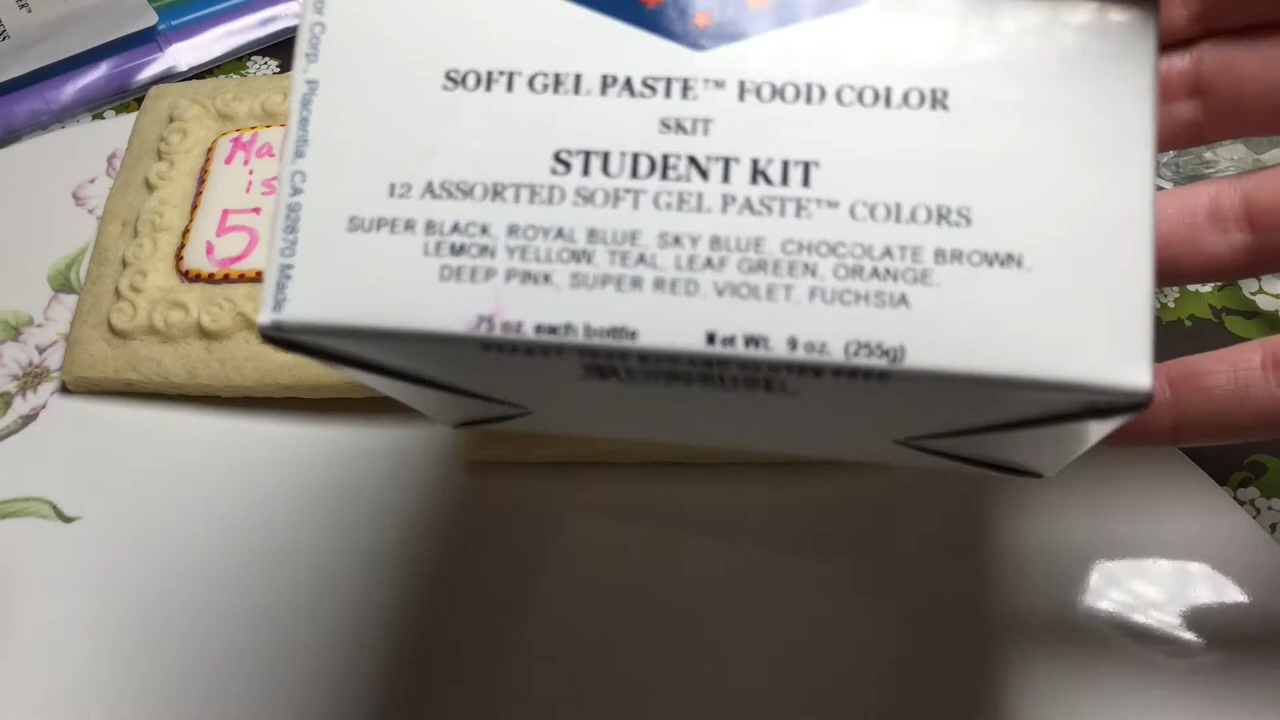 SOFT GEL PASTE™ FOOD COLOR
SKIT
STUDENT KIT
12 ASSORTED SOFT GEL PASTE™ COLORS
SUPER BLACK, ROYAL BLUE, SKY BLUE, CHOCOLATE BROWN,
LEMON YELLOW, TEAL, LEAF GREEN, ORANGE,
DEEP PINK, SUPER RED, VIOLET, FUCHSIA
.75 oz. each bottle Net Wt. 9 oz. (255g)
Corp., Placentia, CA 92870 Made
Ma
is
5